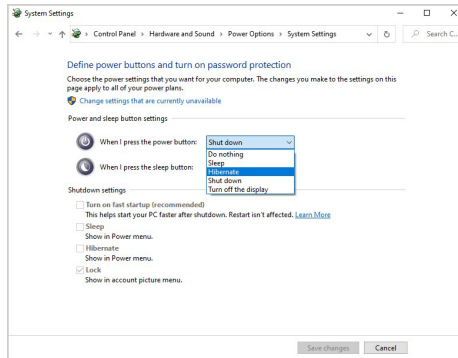 System Settings
Control Panel > Hardware and Sound > Power Options > System Settings
Search C...
Define power buttons and turn on password protection
Choose the power settings that you want for your computer. The changes you make to the settings on this
page apply to all of your power plans.
Change settings that are currently unavailable
Power and sleep button settings
When I press the power button: Shut down
Do nothing
Sleep
When I press the sleep button: Hibernate
Shut down
Turn off the display
Shutdown settings
Turn on fast startup (recommended)
This helps start your PC faster after shutdown. Restart isn't affected. Learn More
Sleep
Show in Power menu.
Hibernate
Show in Power menu.
Lock
Show in account picture menu.
Save changes Cancel